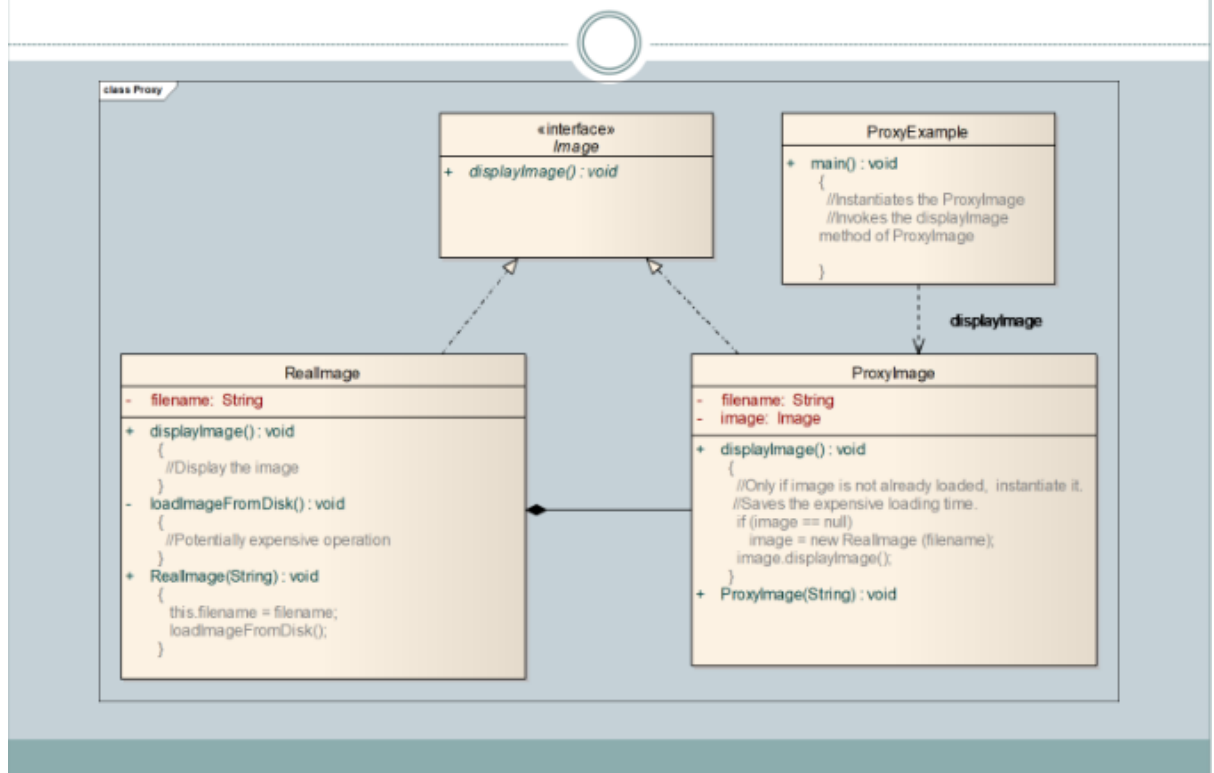 class Proxy
«interface»
Image
+ displayImage() : void
ProxyExample
+ main() : void
{
//Instantiates the ProxyImage
//Invokes the displayImage
method of ProxyImage
}
displayImage
RealImage
- filename: String
+ displayImage() : void
{
//Display the image
}
- loadImageFromDisk() : void
{
//Potentially expensive operation
}
+ RealImage(String) : void
{
this.filename = filename;
loadImageFromDisk();
}
ProxyImage
- filename: String
- image: Image
+ displayImage() : void
{
//Only if image is not already loaded, instantiate it.
//Saves the expensive loading time.
if (image == null)
image = new RealImage (filename);
image.displayImage();
}
+ ProxyImage(String) : void